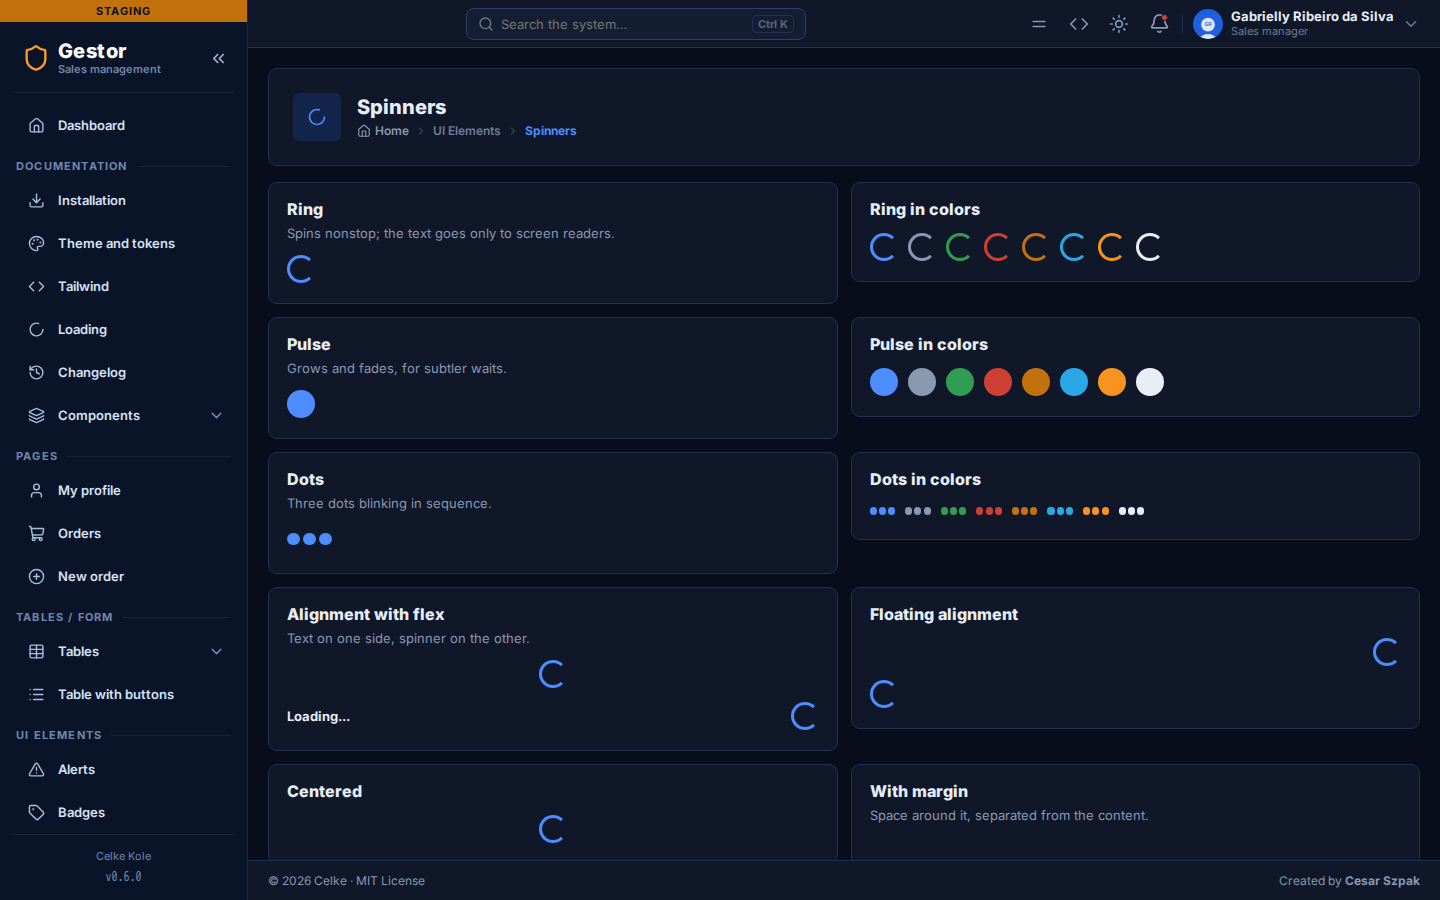 STAGING
Gestor
Sales management
Dashboard
DOCUMENTATION
Installation
Theme and tokens
Tailwind
Loading
Changelog
Components
PAGES
My profile
Orders
New order
TABLES / FORM
Tables
Table with buttons
UI ELEMENTS
Alerts
Badges
Celke Kole
v0.6.0
Search the system...
Ctrl K
GR
Gabrielly Ribeiro da Silva
Sales manager
Spinners
Home
UI Elements
Spinners
Ring
Spins nonstop; the text goes only to screen readers.
Ring in colors
Pulse
Grows and fades, for subtler waits.
Pulse in colors
Dots
Three dots blinking in sequence.
Dots in colors
Alignment with flex
Text on one side, spinner on the other.
Loading...
Floating alignment
Centered
With margin
Space around it, separated from the content.
© 2026 Celke · MIT License
Created by Cesar Szpak